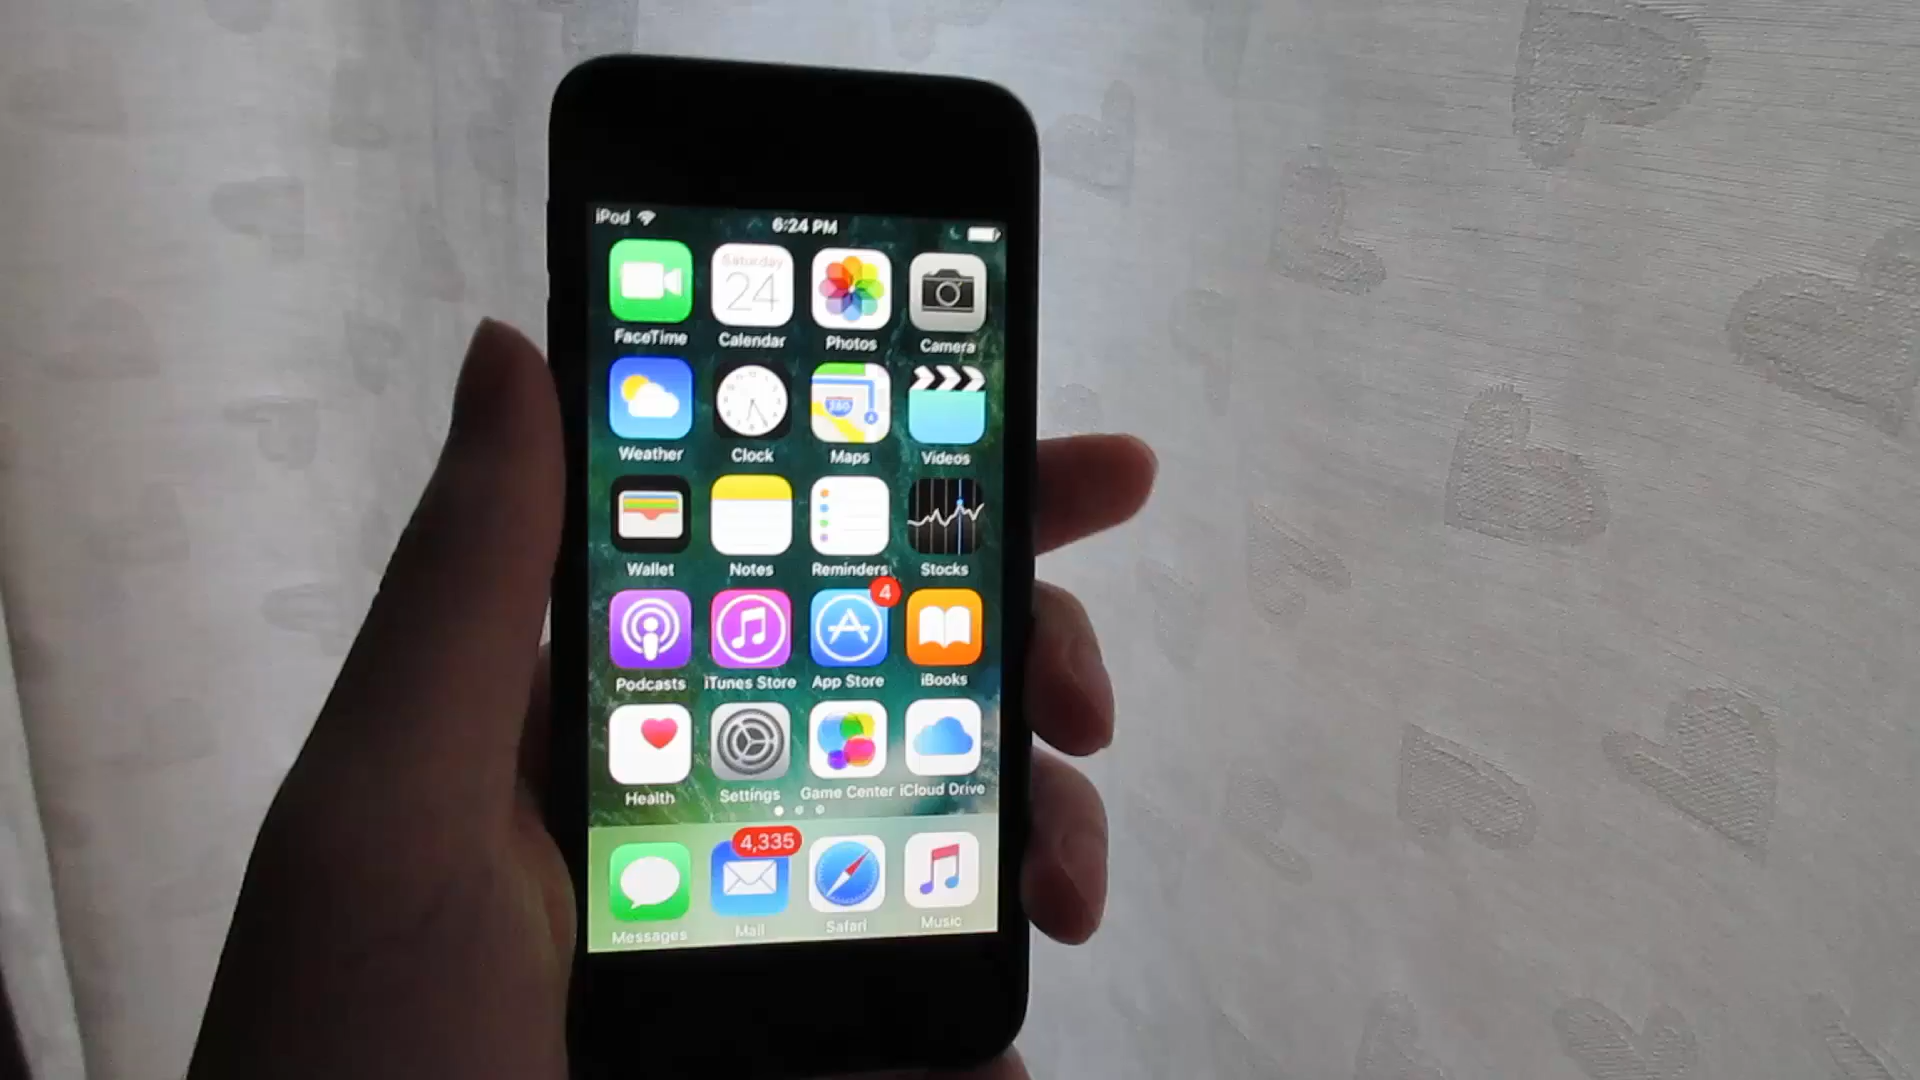 iPod 6:24 PM
Saturday
24
FaceTime Calendar Photos Camera
280
Weather Clock Maps Videos
Wallet Notes Reminders Stocks
4
Podcasts iTunes Store App Store iBooks
Health Settings Game Center iCloud Drive
4,335
Messages Mail Safari Music